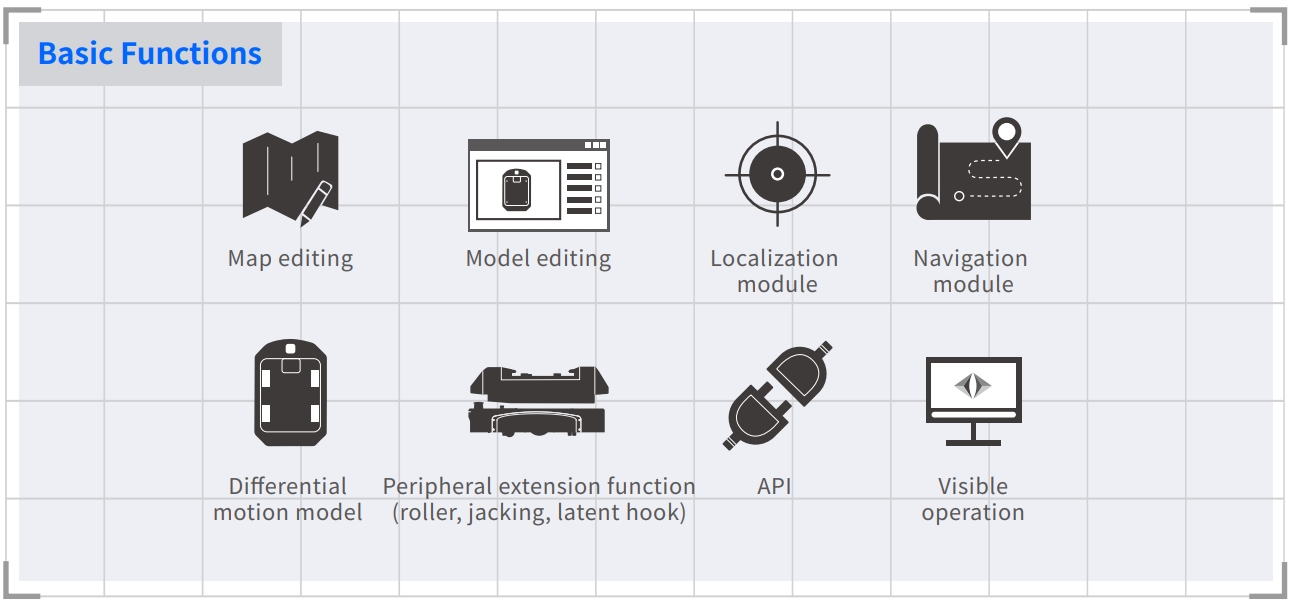 Basic Functions
Map editing
Model editing
Localization
module
Navigation
module
Differential
motion model
Peripheral extension function
(roller, jacking, latent hook)
API
Visible
operation